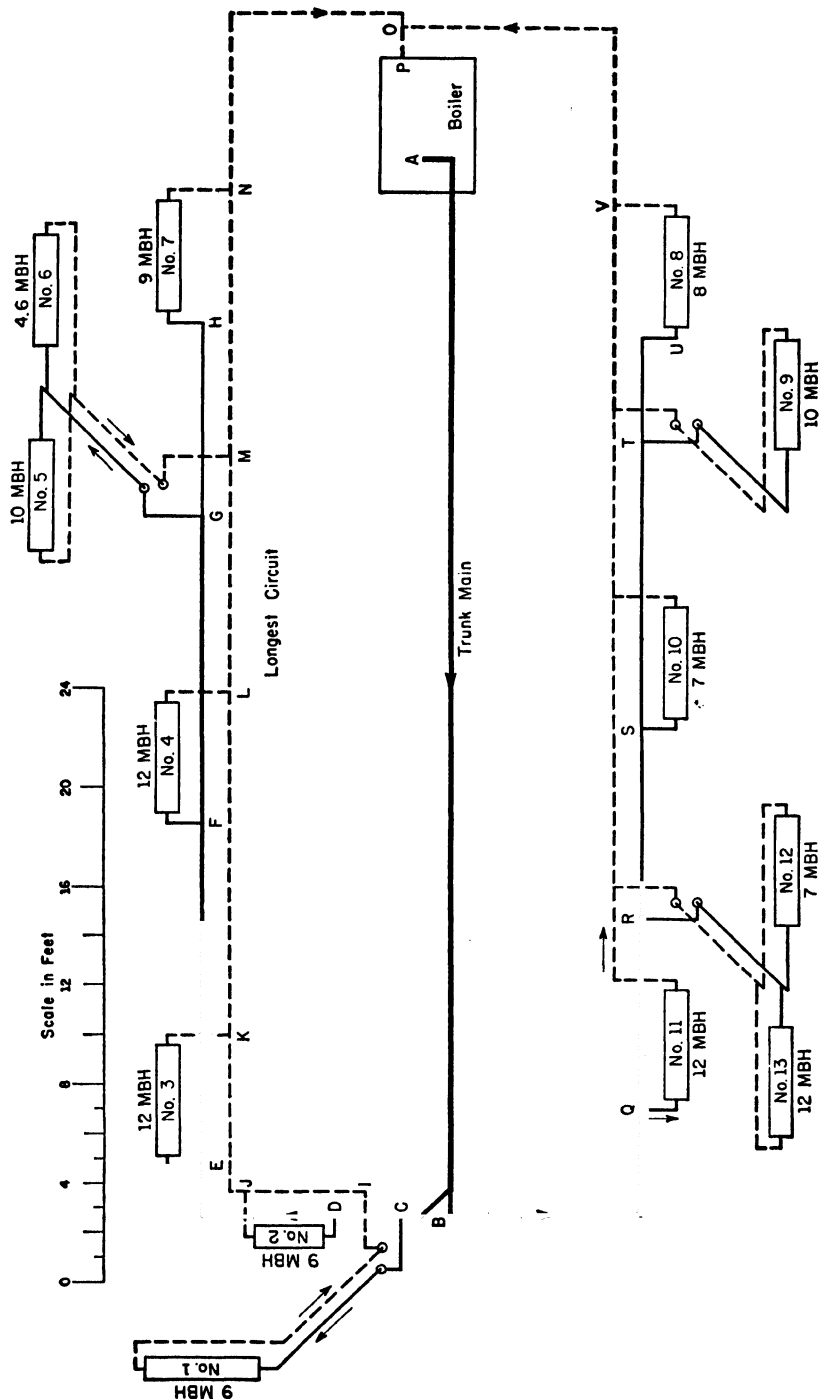 Scale in Feet
0
4
8
12
16
20
24
9 MBH
No. 1
9 MBH
No. 2
12 MBH
No. 3
12 MBH
No. 4
10 MBH
No. 5
4.6 MBH
No. 6
9 MBH
No. 7
E
F
G
H
J
K
L
M
N
I
D
C
B
Longest Circuit
Trunk Main
A
Boiler
P
O
Q
R
S
T
U
V
No. 11
12 MBH
No. 10
7 MBH
No. 8
8 MBH
No. 13
12 MBH
No. 12
7 MBH
No. 9
10 MBH